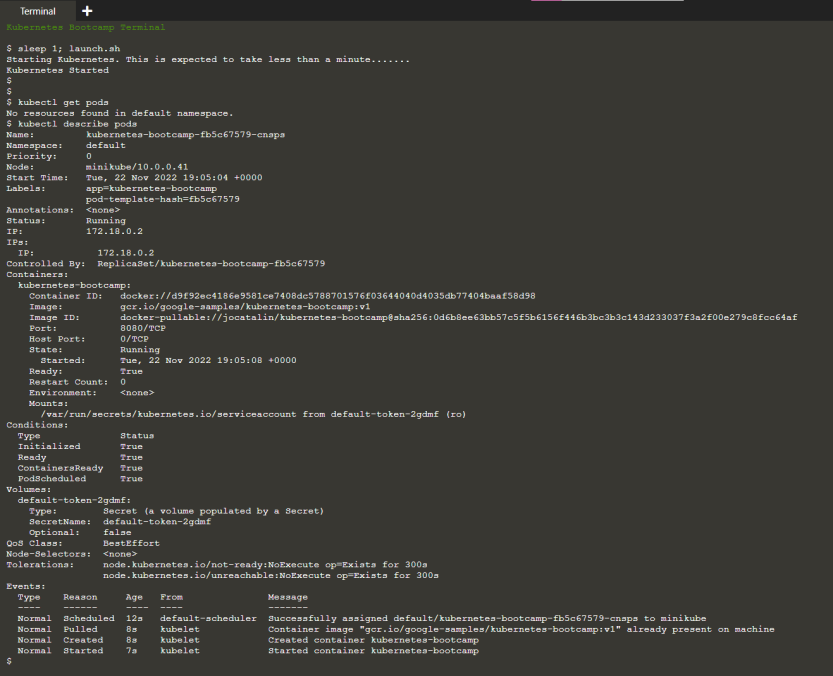 Terminal +
Kubernetes Bootcamp Terminal
$ sleep 1; launch.sh
Starting Kubernetes. This is expected to take less than a minute.......
Kubernetes Started
$
$
$ kubectl get pods
No resources found in default namespace.
$ kubectl describe pods
Name:         kubernetes-bootcamp-fb5c67579-cnsps
Namespace:    default
Priority:     0
Node:         minikube/10.0.0.41
Start Time:   Tue, 22 Nov 2022 19:05:04 +0000
Labels:       app=kubernetes-bootcamp
              pod-template-hash=fb5c67579
Annotations:  <none>
Status:       Running
IP:           172.18.0.2
IPs:
  IP:           172.18.0.2
Controlled By:  ReplicaSet/kubernetes-bootcamp-fb5c67579
Containers:
  kubernetes-bootcamp:
    Container ID:   docker://d9f92ec4186e9581ce7408dc5788701576f03644040d4035db77404baaf58d98
    Image:          gcr.io/google-samples/kubernetes-bootcamp:v1
    Image ID:       docker-pullable://jocatalin/kubernetes-bootcamp@sha256:0d6b8ee63bb57c5f5b6156f446b3bc3b3c143d233037f3a2f00e279c8fcc64af
    Port:           8080/TCP
    Host Port:      0/TCP
    State:          Running
      Started:      Tue, 22 Nov 2022 19:05:08 +0000
    Ready:          True
    Restart Count:  0
    Environment:    <none>
    Mounts:
      /var/run/secrets/kubernetes.io/serviceaccount from default-token-2gdmf (ro)
Conditions:
  Type              Status
  Initialized       True
  Ready             True
  ContainersReady   True
  PodScheduled      True
Volumes:
  default-token-2gdmf:
    Type:        Secret (a volume populated by a Secret)
    SecretName:  default-token-2gdmf
    Optional:    false
QoS Class:       BestEffort
Node-Selectors:  <none>
Tolerations:     node.kubernetes.io/not-ready:NoExecute op=Exists for 300s
                 node.kubernetes.io/unreachable:NoExecute op=Exists for 300s
Events:
  Type    Reason     Age   From               Message
  ----    ------     ----  ----               -------
  Normal  Scheduled  12s   default-scheduler  Successfully assigned default/kubernetes-bootcamp-fb5c67579-cnsps to minikube
  Normal  Pulled     8s    kubelet            Container image "gcr.io/google-samples/kubernetes-bootcamp:v1" already present on machine
  Normal  Created    8s    kubelet            Created container kubernetes-bootcamp
  Normal  Started    7s    kubelet            Started container kubernetes-bootcamp
$